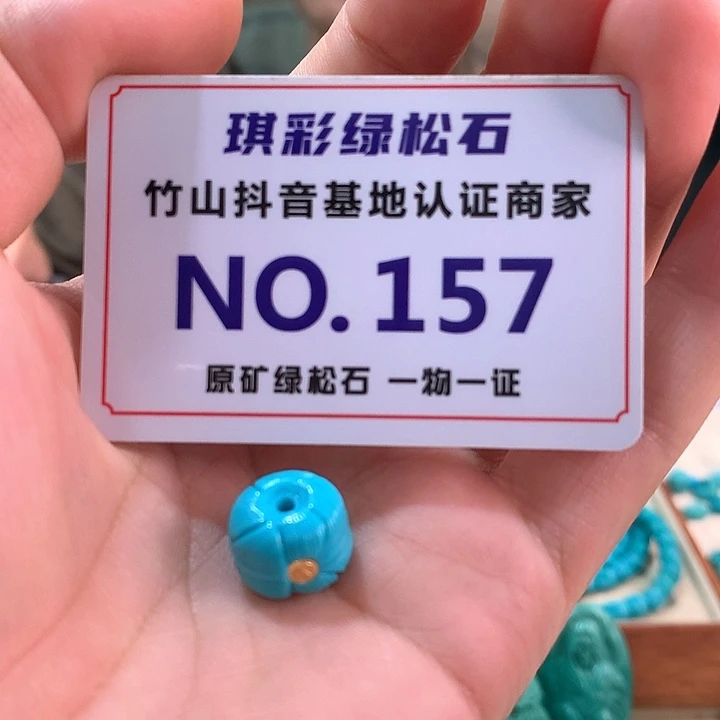 琪彩绿松石
竹山抖音基地认证商家
NO.157
原矿绿松石 一物一证